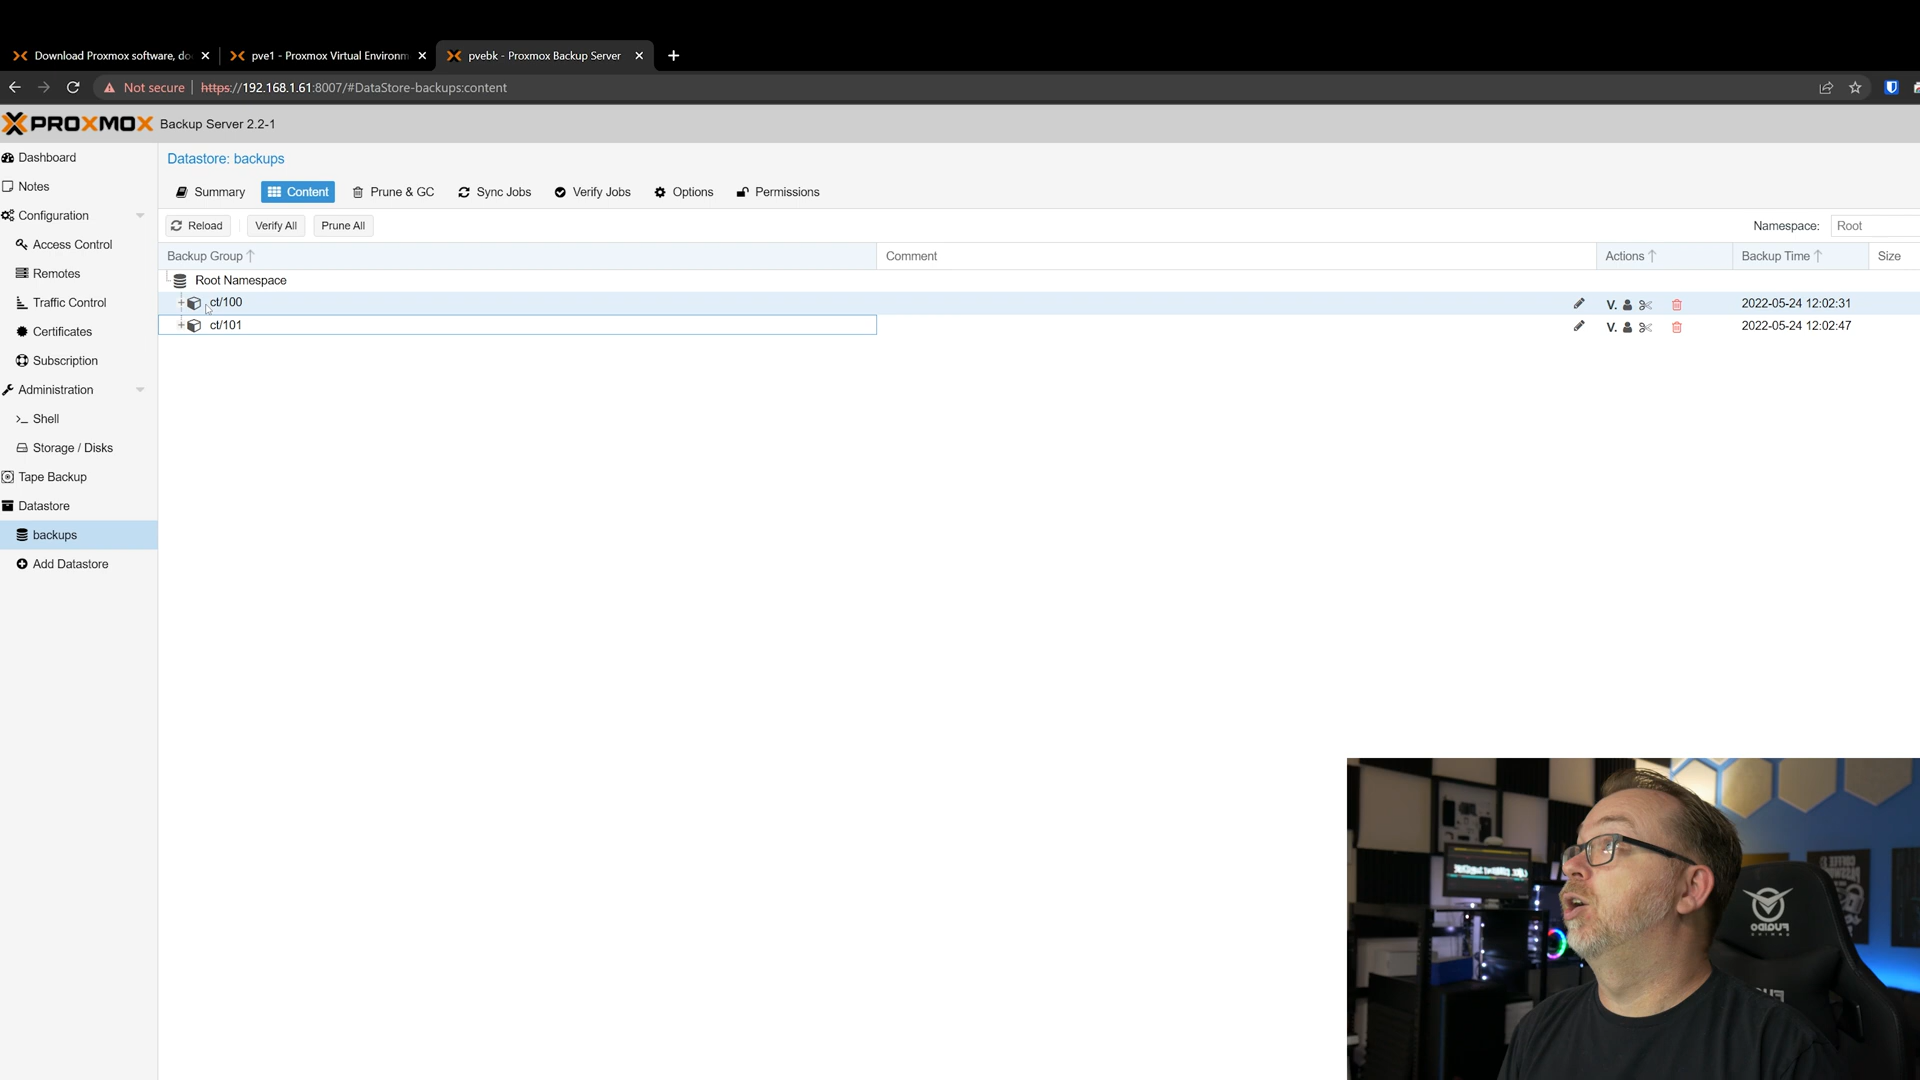 Download Proxmox software, do
pve1 - Proxmox Virtual Environm
pvebk - Proxmox Backup Server
Not secure
https://192.168.1.61:8007/#DataStore-backups:content
PROXMOX Backup Server 2.2-1
Dashboard
Notes
Configuration
Access Control
Remotes
Traffic Control
Certificates
Subscription
Administration
>_ Shell
Storage / Disks
Tape Backup
Datastore
backups
Add Datastore
Datastore: backups
Summary
Content
Prune & GC
Sync Jobs
Verify Jobs
Options
Permissions
Reload
Verify All
Prune All
Namespace: Root
Backup Group
Comment
Actions
Backup Time
Size
Root Namespace
ct/100
V.
2022-05-24 12:02:31
ct/101
V.
2022-05-24 12:02:47
COFFEE